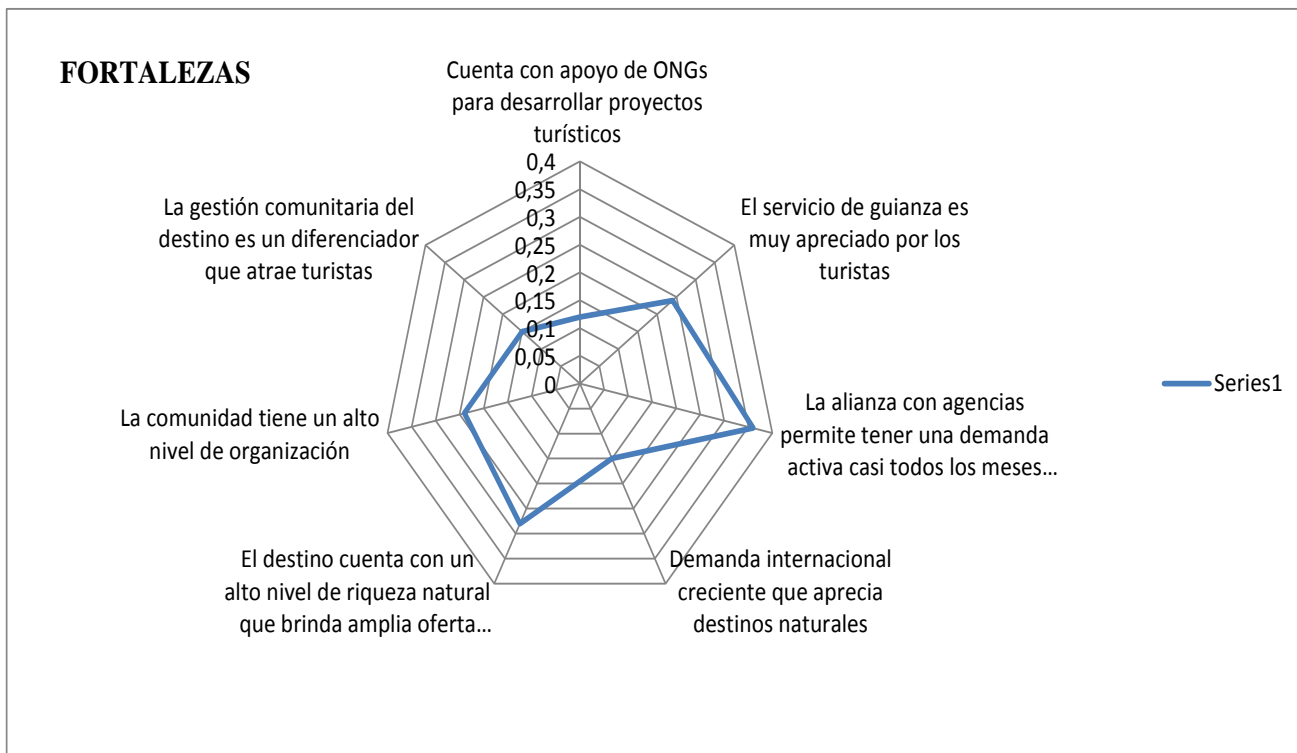 FORTALEZAS
Cuenta con apoyo de ONGs
para desarrollar proyectos
turísticos
El servicio de guianza es
muy apreciado por los
turistas
La alianza con agencias
permite tener una demanda
activa casi todos los meses…
Demanda internacional
creciente que aprecia
destinos naturales
El destino cuenta con un
alto nivel de riqueza natural
que brinda amplia oferta…
La comunidad tiene un alto
nivel de organización
La gestión comunitaria del
destino es un diferenciador
que atrae turistas
0,4
0,35
0,3
0,25
0,2
0,15
0,1
0,05
0
Series1